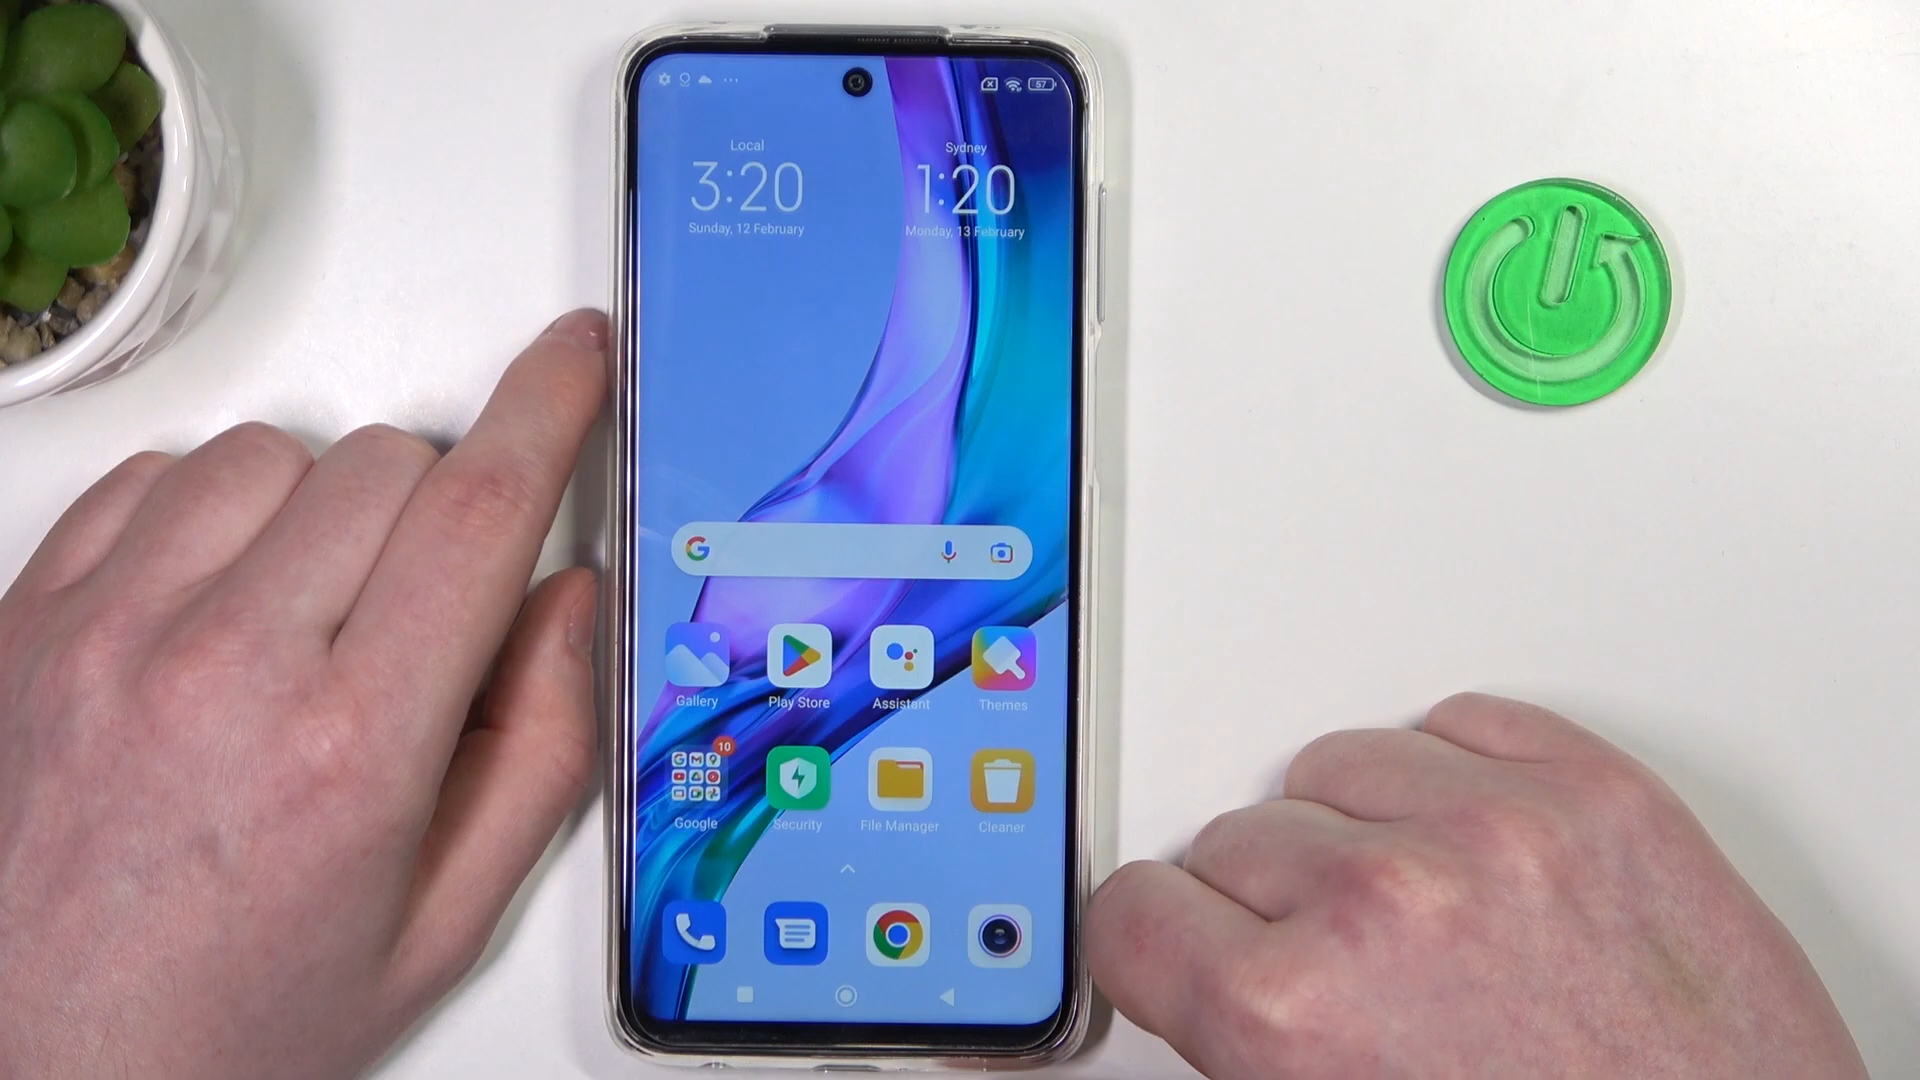 57
Local
Sydney
3:20
1:20
Sunday, 12 February
Monday, 13 February
Gallery
Play Store
Assistant
Themes
10
Google
Security
File Manager
Cleaner